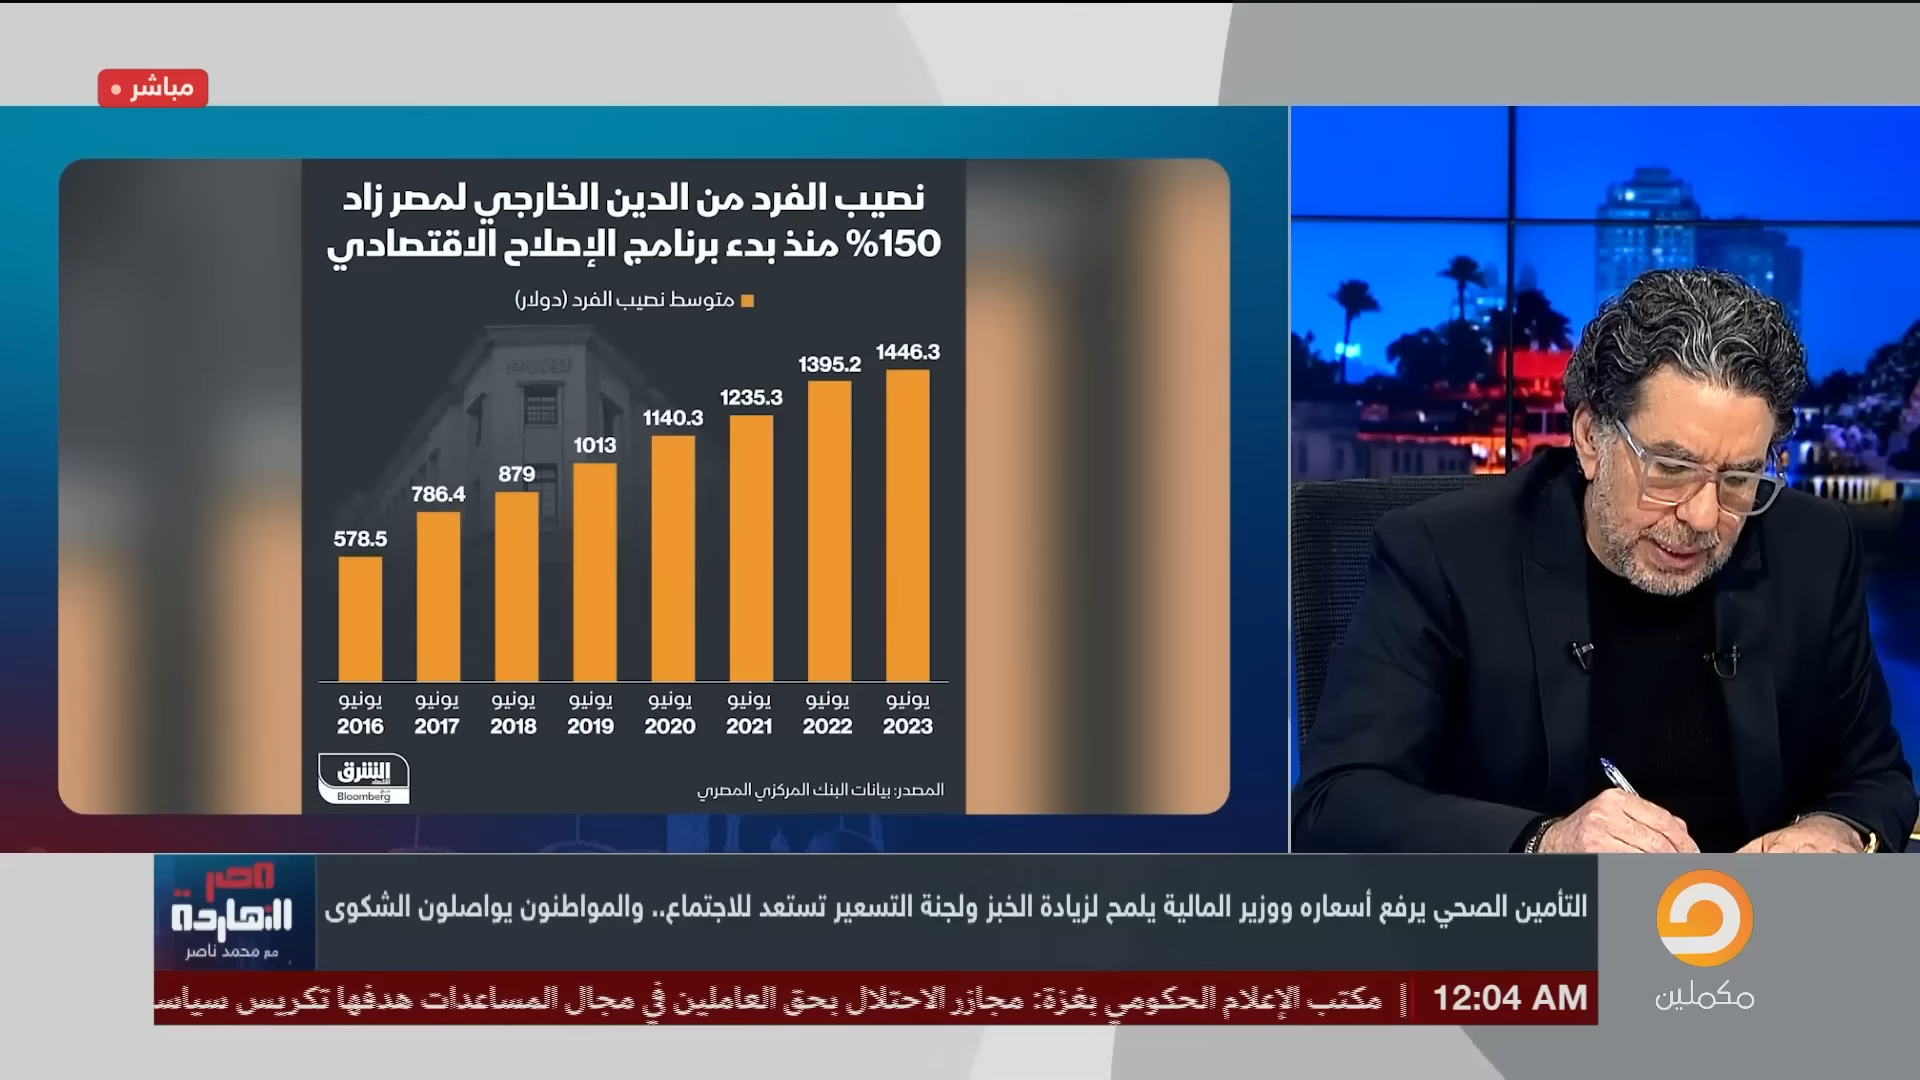 مباشر
نصيب الفرد من الدين الخارجي لمصر زاد
150% منذ بدء برنامج الإصلاح الاقتصادي
متوسط نصيب الفرد (دولار)
578.5
786.4
879
1013
1140.3
1235.3
1395.2
1446.3
يونيو 2016
يونيو 2017
يونيو 2018
يونيو 2019
يونيو 2020
يونيو 2021
يونيو 2022
يونيو 2023
الشرق
Bloomberg
المصدر: بيانات البنك المركزي المصري
مصر
النهاردة
مع محمد ناصر
التأمين الصحي يرفع أسعاره ووزير المالية يلمح لزيادة الخبز ولجنة التسعير تستعد للاجتماع.. والمواطنون يواصلون الشكوى
12:04 AM
مكتب الإعلام الحكومي بغزة: مجازر الاحتلال بحق العاملين في مجال المساعدات هدفها تكريس
مكملين